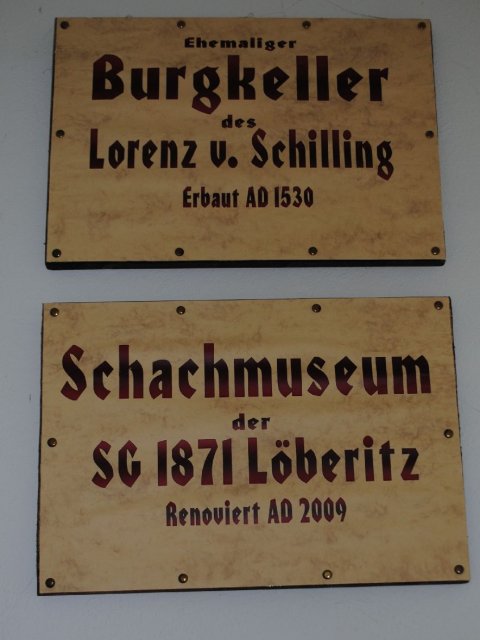 Ehemaliger
Burgkeller
des
Lorenz v. Schilling
Erbaut AD 1530
Schachmuseum
der
SG 1871 Löberitz
Renoviert AD 2009